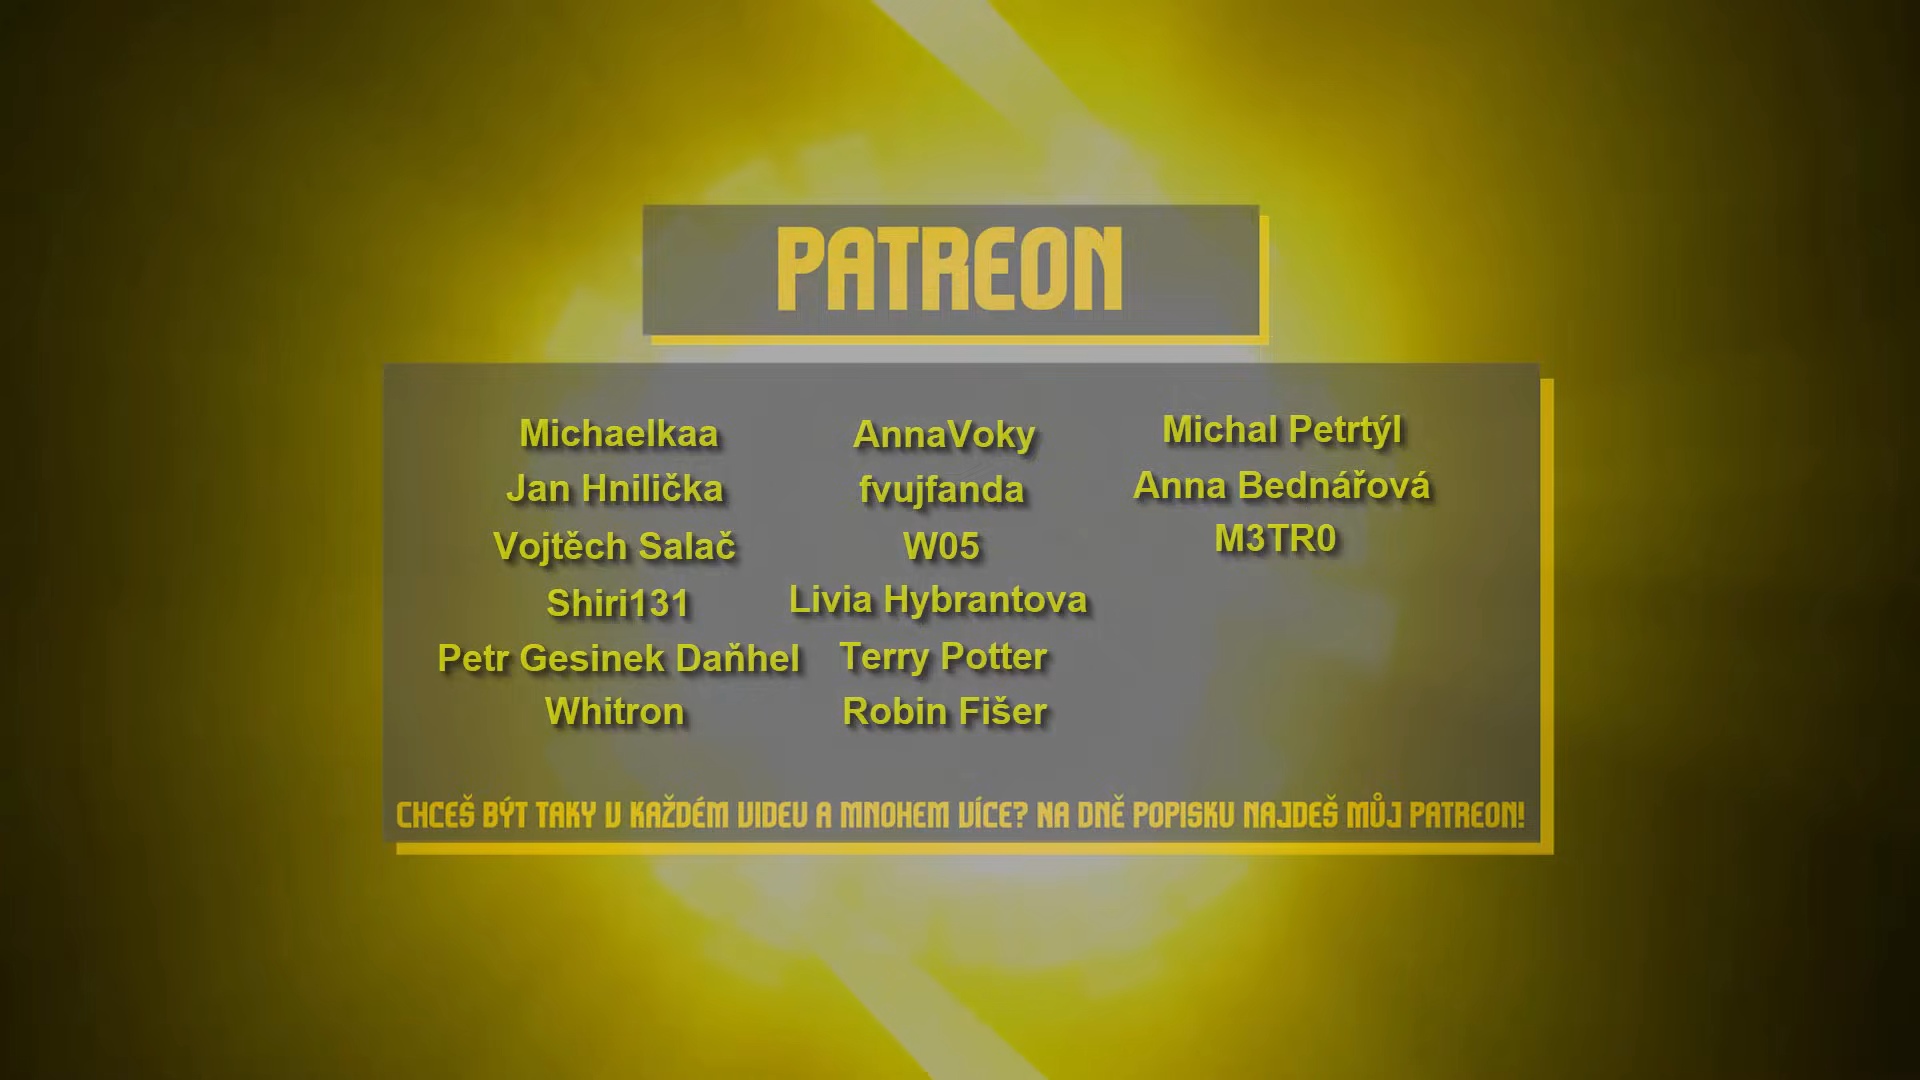 PATREON
Michaelkaa
Jan Hnilička
Vojtěch Salač
Shiri131
Petr Gesinek Daňhel
Whitron
AnnaVoky
fvujfanda
W05
Livia Hybrantova
Terry Potter
Robin Fišer
Michal Petrtýl
Anna Bednářová
M3TR0
CHCEŠ BÝT TAKY V KAŽDÉM VIDEU A MNOHEM VÍCE? NA DNĚ POPISKU NAJDEŠ MŮJ PATREON!